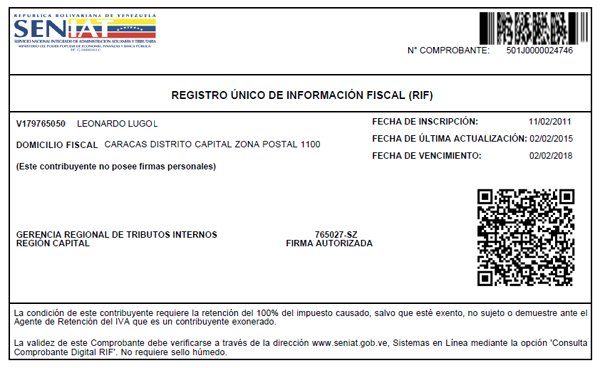 REPUBLICA BOLIVARIANA DE VENEZUELA
SENIAT
SERVICIO NACIONAL INTEGRADO DE ADMINISTRACION ADUANERA Y TRIBUTARIA
MINISTERIO DEL PODER POPULAR DE ECONOMIA, FINANZAS Y BANCA PUBLICA
N° COMPROBANTE: 501J0000024746
REGISTRO ÚNICO DE INFORMACIÓN FISCAL (RIF)
V179765050 LEONARDO LUGOL
FECHA DE INSCRIPCIÓN: 11/02/2011
DOMICILIO FISCAL CARACAS DISTRITO CAPITAL ZONA POSTAL 1100
FECHA DE ÚLTIMA ACTUALIZACIÓN: 02/02/2015
(Este contribuyente no posee firmas personales)
FECHA DE VENCIMIENTO: 02/02/2018
GERENCIA REGIONAL DE TRIBUTOS INTERNOS
REGIÓN CAPITAL
765027-SZ
FIRMA AUTORIZADA
La condición de este contribuyente requiere la retención del 100% del impuesto causado, salvo que esté exento, no sujeto o demuestre ante el
Agente de Retención del IVA que es un contribuyente exonerado.
La validez de este Comprobante debe verificarse a través de la dirección www.seniat.gob.ve, Sistemas en Línea mediante la opción 'Consulta
Comprobante Digital RIF'. No requiere sello húmedo.